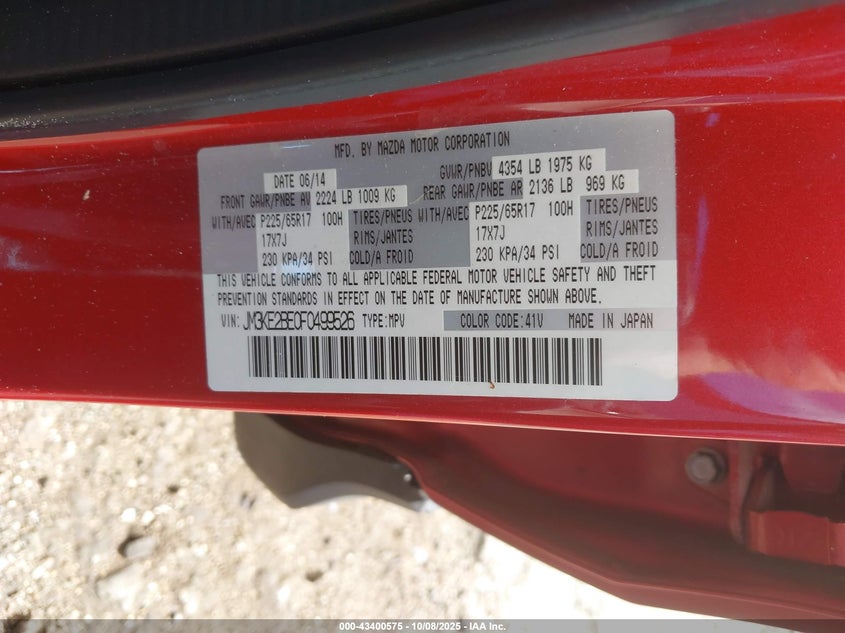 MFD. BY MAZDA MOTOR CORPORATION
DATE 06/14 GVWR/PNBV 4354 LB 1975 KG
FRONT GAWR/PNBE AV 2224 LB 1009 KG REAR GAWR/PNBE AR 2136 LB 969 KG
WITH/AVEC P225/65R17 100H TIRES/PNEUS WITH/AVEC P225/65R17 100H TIRES/PNEUS
17X7J RIMS/JANTES 17X7J RIMS/JANTES
230 KPA/34 PSI COLD/A FROID 230 KPA/34 PSI COLD/A FROID
THIS VEHICLE CONFORMS TO ALL APPLICABLE FEDERAL MOTOR VEHICLE SAFETY AND THEFT
PREVENTION STANDARDS IN EFFECT ON THE DATE OF MANUFACTURE SHOWN ABOVE.
VIN: JM3KE2BE0F0499526 TYPE:MPV COLOR CODE:41V MADE IN JAPAN
000-43400575 - 10/08/2025 - IAA Inc.